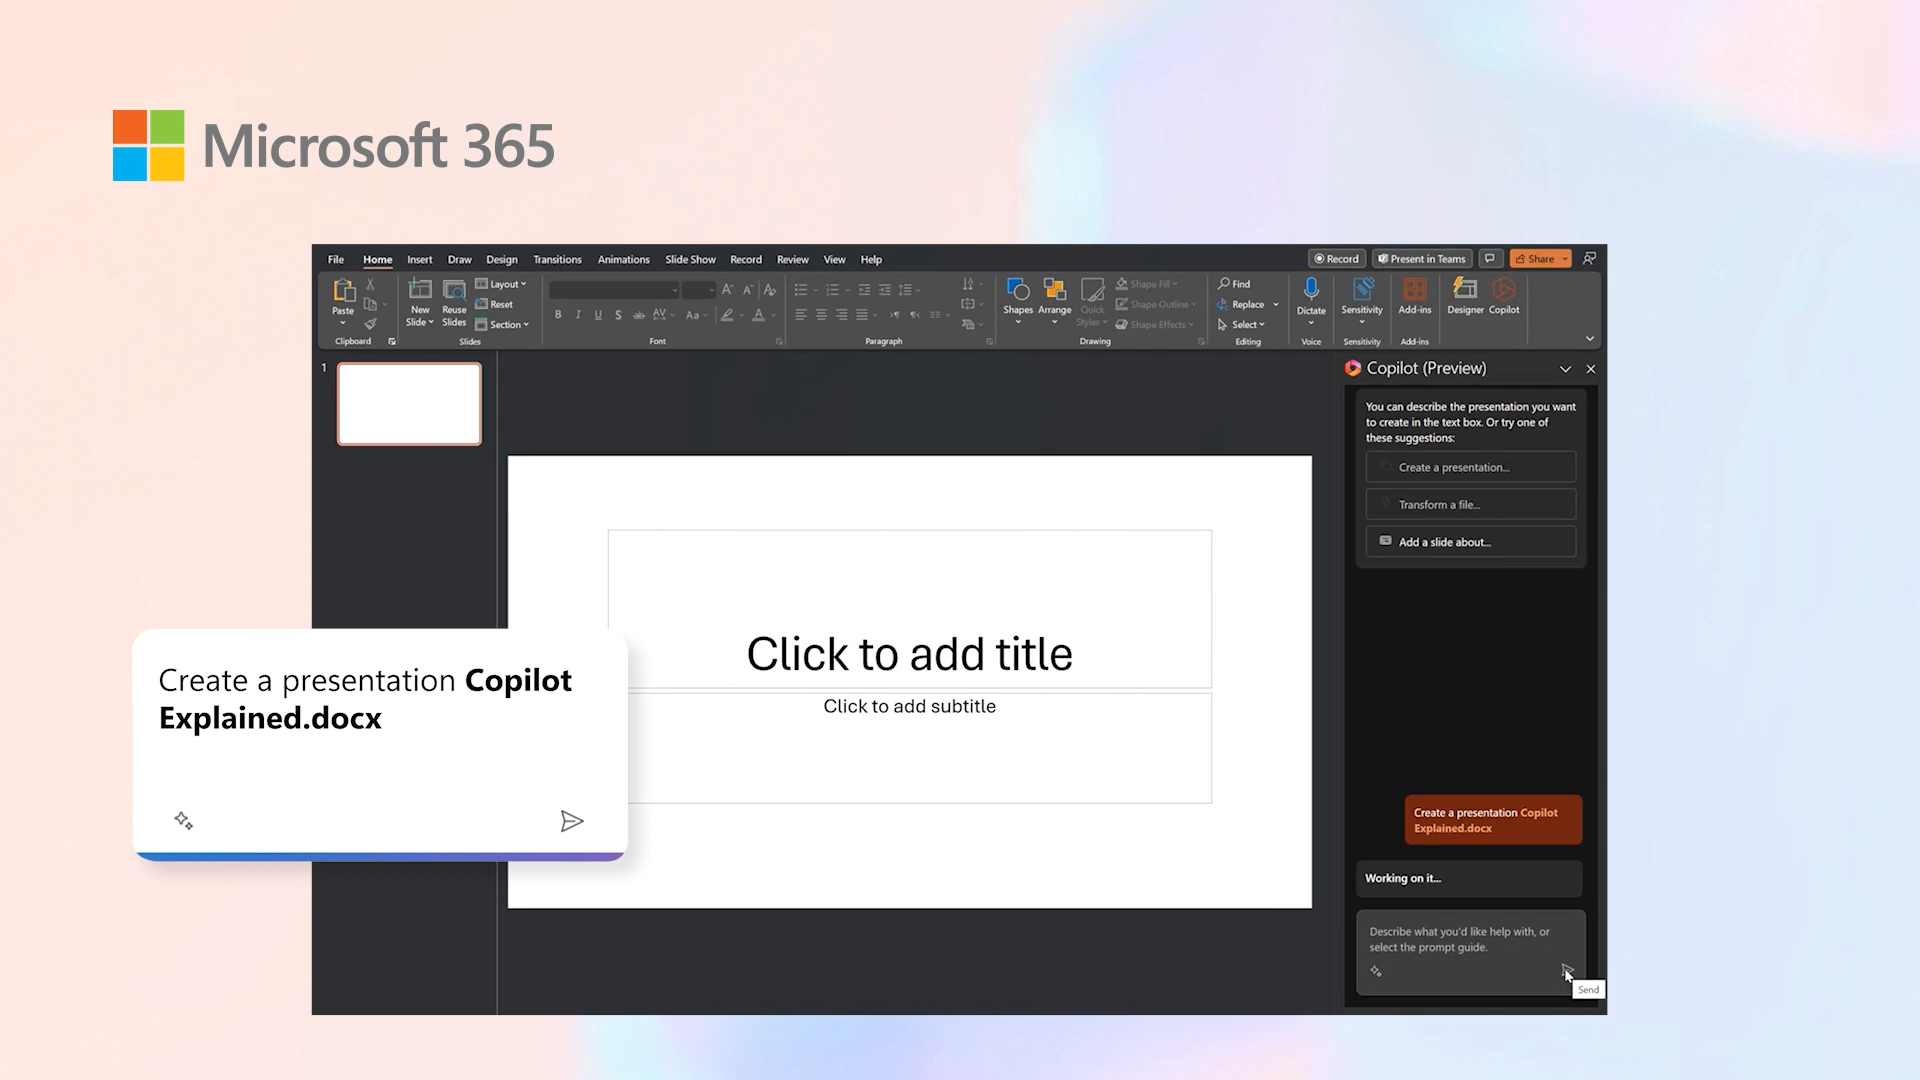 Microsoft 365
File Home Insert Draw Design Transitions Animations Slide Show Record Review View Help
Record Present in Teams Share
Paste
Clipboard
New Slide
Reuse Slides
Layout
Reset
Section
Slides
B I U S ab AV Aa A
Font
Paragraph
Shapes
Arrange
Quick Styles
Shape Fill
Shape Outline
Shape Effects
Drawing
Find
Replace
Select
Editing
Dictate
Voice
Sensitivity
Sensitivity
Add-ins
Add-ins
Designer
Copilot
1
Click to add title
Click to add subtitle
Create a presentation Copilot
Explained.docx
Copilot (Preview)
You can describe the presentation you want
to create in the text box. Or try one of
these suggestions:
Create a presentation...
Transform a file...
Add a slide about...
Create a presentation Copilot
Explained.docx
Working on it...
Describe what you'd like help with, or
select the prompt guide.
Send